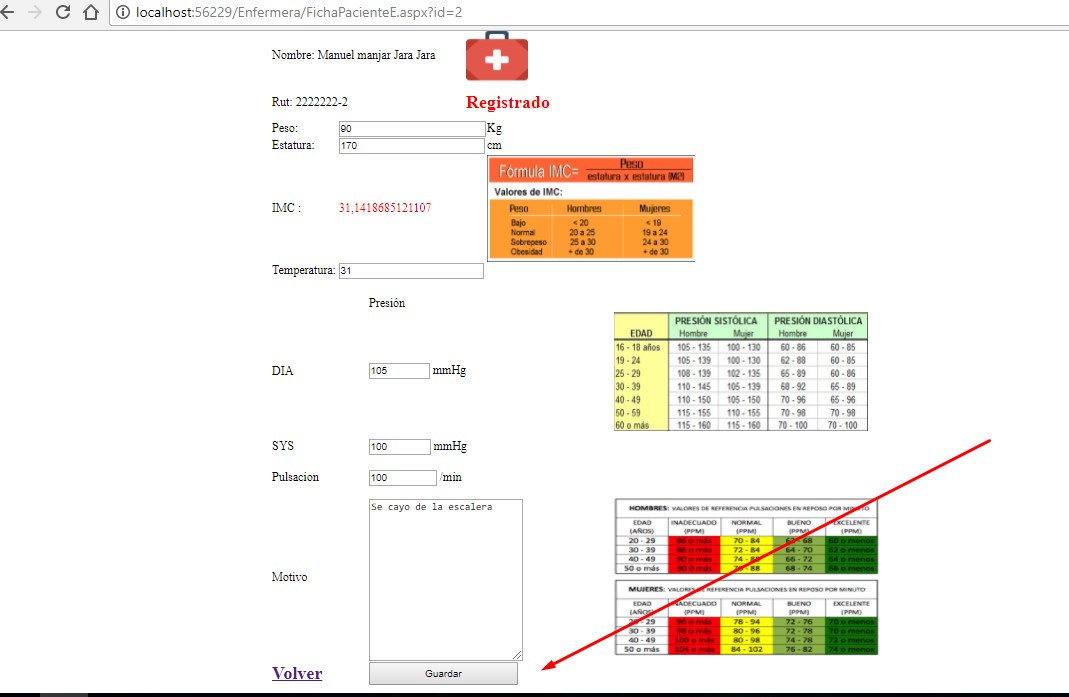 localhost:56229/Enfermera/FichaPacienteE.aspx?id=2
Nombre: Manuel manjar Jara Jara
Rut: 2222222-2
Registrado
Peso: 90 Kg
Estatura: 170 cm
Fórmula IMC= Peso
estatura x estatura (M2)
Valores de IMC:
Peso Hombres Mujeres
Bajo < 20 < 19
Normal 20 a 25 19 a 24
Sobrepeso 25 a 30 24 a 30
Obesidad + de 30 + de 30
IMC : 31,1418685121107
Temperatura: 31
Presión
PRESIÓN SISTÓLICA PRESIÓN DIASTÓLICA
EDAD Hombre Mujer Hombre Mujer
16 - 18 años 105 - 135 100 - 130 60 - 86 60 - 85
19 - 24 105 - 139 100 - 130 62 - 88 60 - 85
25 - 29 108 - 139 102 - 135 65 - 89 60 - 86
30 - 39 110 - 145 105 - 139 68 - 92 65 - 89
40 - 49 110 - 150 105 - 150 70 - 96 65 - 96
50 - 59 115 - 155 110 - 155 70 - 98 70 - 98
60 o más 115 - 160 115 - 160 70 - 100 70 - 100
DIA 105 mmHg
SYS 100 mmHg
Pulsacion 100 /min
Motivo
Se cayo de la escalera
HOMBRES: VALORES DE REFERENCIA PULSACIONES EN REPOSO POR MINUTO
EDAD INADECUADO NORMAL BUENO EXCELENTE
(AÑOS) (PPM) (PPM) (PPM) (PPM)
20 - 29 86 o más 70 - 84 62 - 68 60 o menos
30 - 39 86 o más 72 - 84 64 - 70 62 o menos
40 - 49 90 o más 74 - 66 - 72 64 o menos
50 o más 90 o más - 88 68 - 74 66 o menos
MUJERES: VALORES DE REFERENCIA PULSACIONES EN REPOSO POR MINUTO
EDAD INADECUADO NORMAL BUENO EXCELENTE
(AÑOS) (PPM) (PPM) (PPM) (PPM)
- 29 96 o más 78 - 94 72 - 76 70 o menos
30 - 39 98 o más 80 - 96 72 - 78 70 o menos
40 - 49 100 o más 80 - 98 74 - 78 72 o menos
50 o más 104 o más 84 - 102 76 - 82 74 o menos
Volver
Guardar